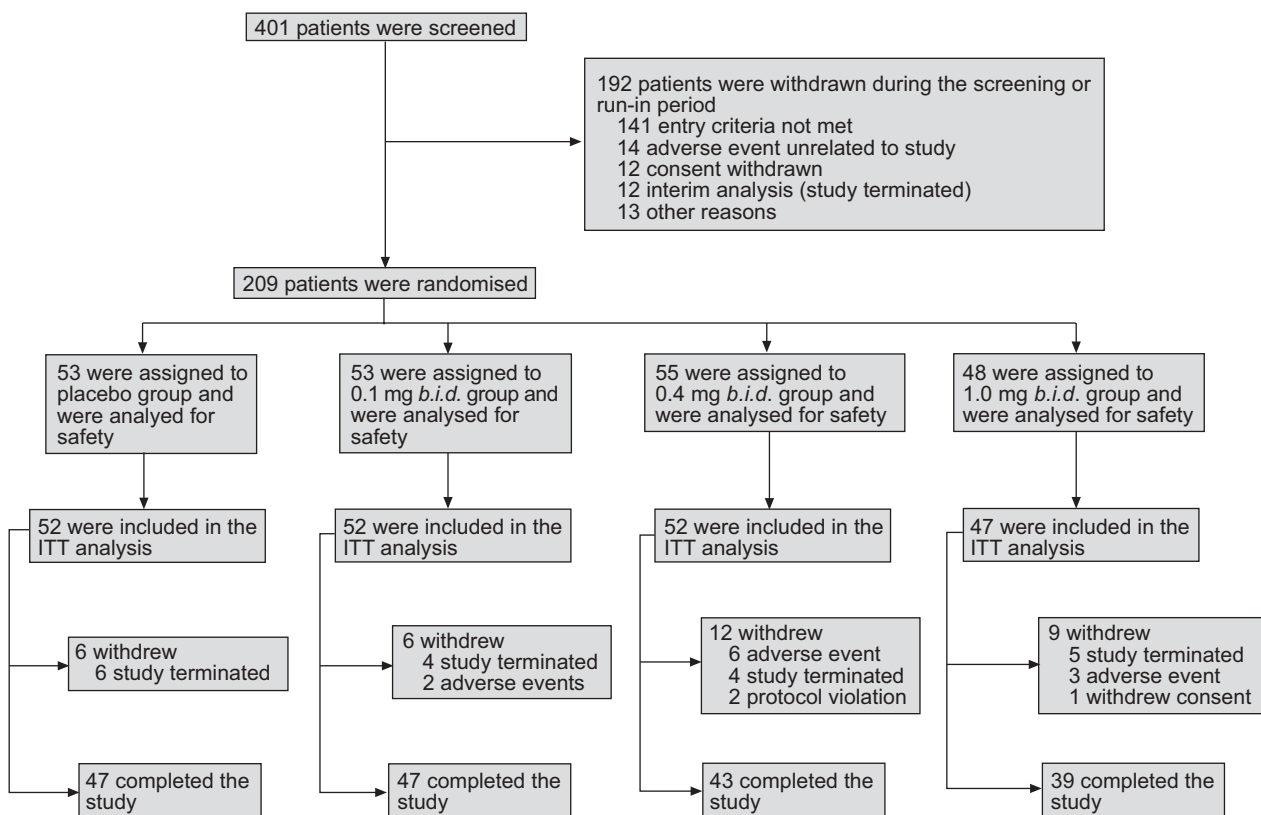 401 patients were screened
192 patients were withdrawn during the screening or
run-in period
141 entry criteria not met
14 adverse event unrelated to study
12 consent withdrawn
12 interim analysis (study terminated)
13 other reasons
209 patients were randomised
53 were assigned to
placebo group and
were analyed for
safety
53 were assigned to
0.1 mg b.i.d. group and
were analysed for
safety
55 were assigned to
0.4 mg b.i.d. group and
were analysed for safety
48 were assigned to
1.0 mg b.i.d. group and
were analysed for safety
52 were included in the
ITT analysis
52 were included in the
ITT analysis
52 were included in the
ITT analysis
47 were included in the
ITT analysis
6 withdrew
6 study terminated
6 withdrew
4 study terminated
2 adverse events
12 withdrew
6 adverse event
4 study terminated
2 protocol violation
9 withdrew
5 study terminated
3 adverse event
1 withdrew consent
47 completed the
study
47 completed the
study
43 completed the
study
39 completed the
study